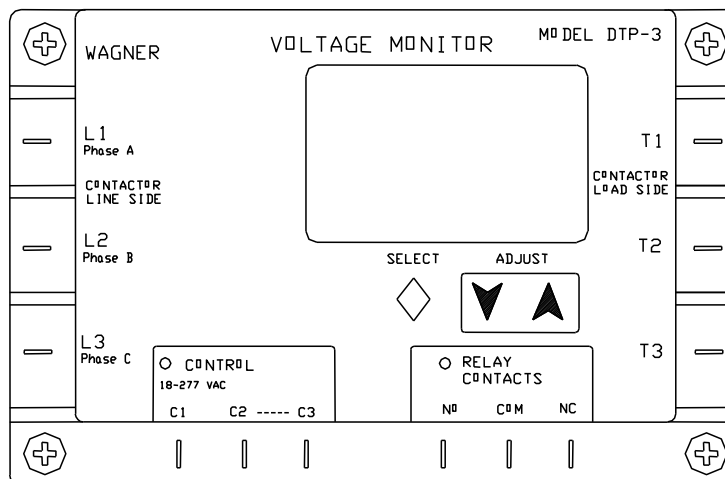 WAGNER
VOLTAGE MONITOR
MODEL DTP-3
L1
Phase A
T1
CONTACTOR
LINE SIDE
CONTACTOR
LOAD SIDE
L2
Phase B
T2
SELECT
ADJUST
L3
Phase C
T3
CONTROL
18-277 VAC
C1 C2 ----- C3
RELAY
CONTACTS
NO COM NC